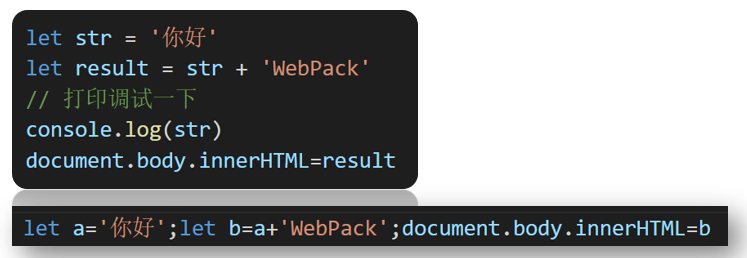 let str = '你好'
let result = str + 'WebPack'
// 打印调试一下
console.log(str)
document.body.innerHTML=result
let a='你好';let b=a+'WebPack';document.body.innerHTML=b